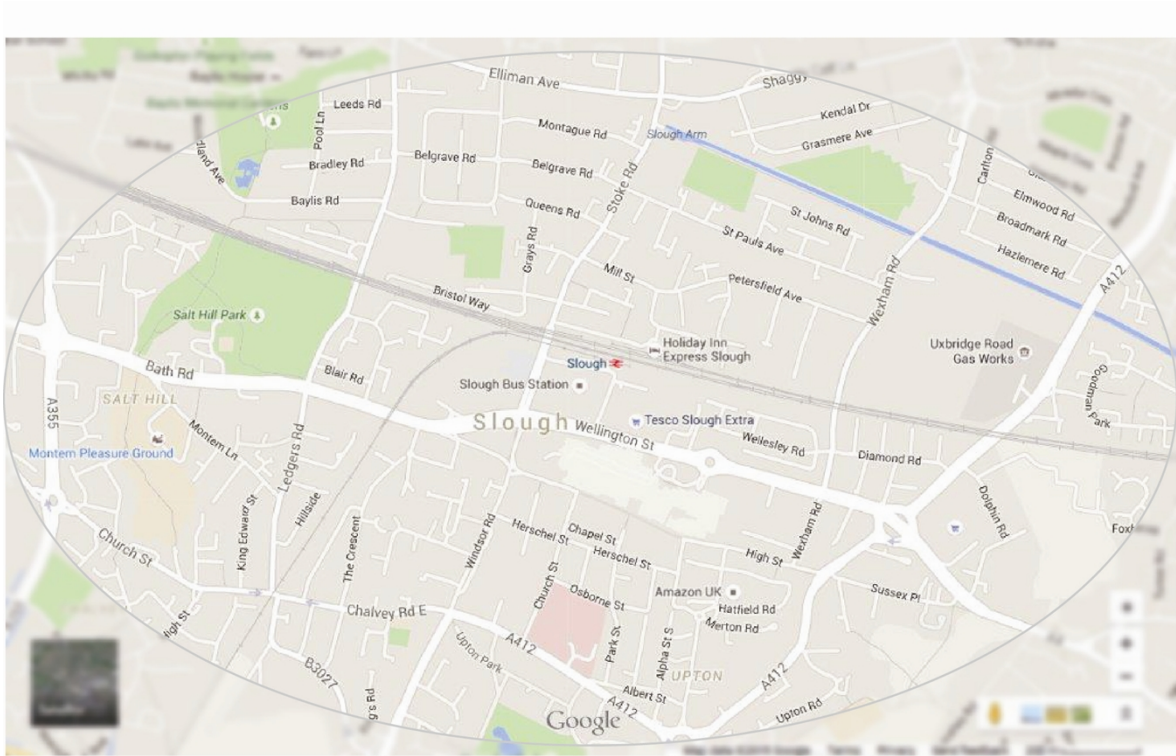 Elliman Ave
Shaggy
Leeds Rd
Kendal Dr
Pool Ln
Montague Rd
Slough Arm
Grasmere Ave
Carlton Rd
Bradley Rd
Belgrave Rd
Belgrave Rd
Stoke Rd
Elmwood Rd
Baylis Rd
Queens Rd
St Johns Rd
Broadmark Rd
St Pauls Ave
Grays Rd
Hazlemere Rd
Mill St
Petersfield Ave
A412
Wexham Rd
Bristol Way
Salt Hill Park
Holiday Inn
Express Slough
Uxbridge Road
Gas Works
Slough
Bath Rd
Blair Rd
Slough Bus Station
Goodman Park
SALT HILL
A355
Slough
Tesco Slough Extra
Wellington St
Montem Ln
Wellesley Rd
Montem Pleasure Ground
Ledgers Rd
Diamond Rd
King Edward St
Hillside
Dolphin Rd
Windsor Rd
Wexham Rd
The Crescent
Herschel St
Chapel St
Church St
Herschel St
High St
Church St
Osborne St
Amazon UK
Sussex Pl
Hatfield Rd
Chalvey Rd E
Merton Rd
High St
A412
Park St
Alpha St S
Upton Park
B3027
UPTON
A412
Albert St
A412
Upton Rd
Google